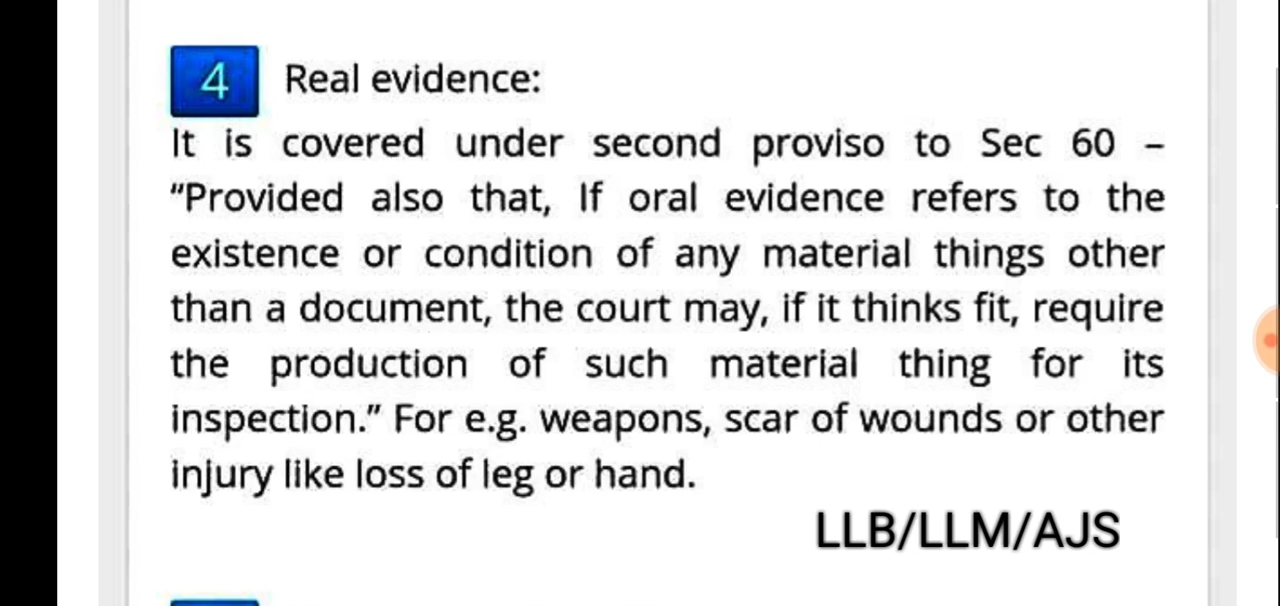 4 Real evidence:
It is covered under second proviso to Sec 60 –
“Provided also that, If oral evidence refers to the
existence or condition of any material things other
than a document, the court may, if it thinks fit, require
the production of such material thing for its
inspection.” For e.g. weapons, scar of wounds or other
injury like loss of leg or hand.
LLB/LLM/AJS